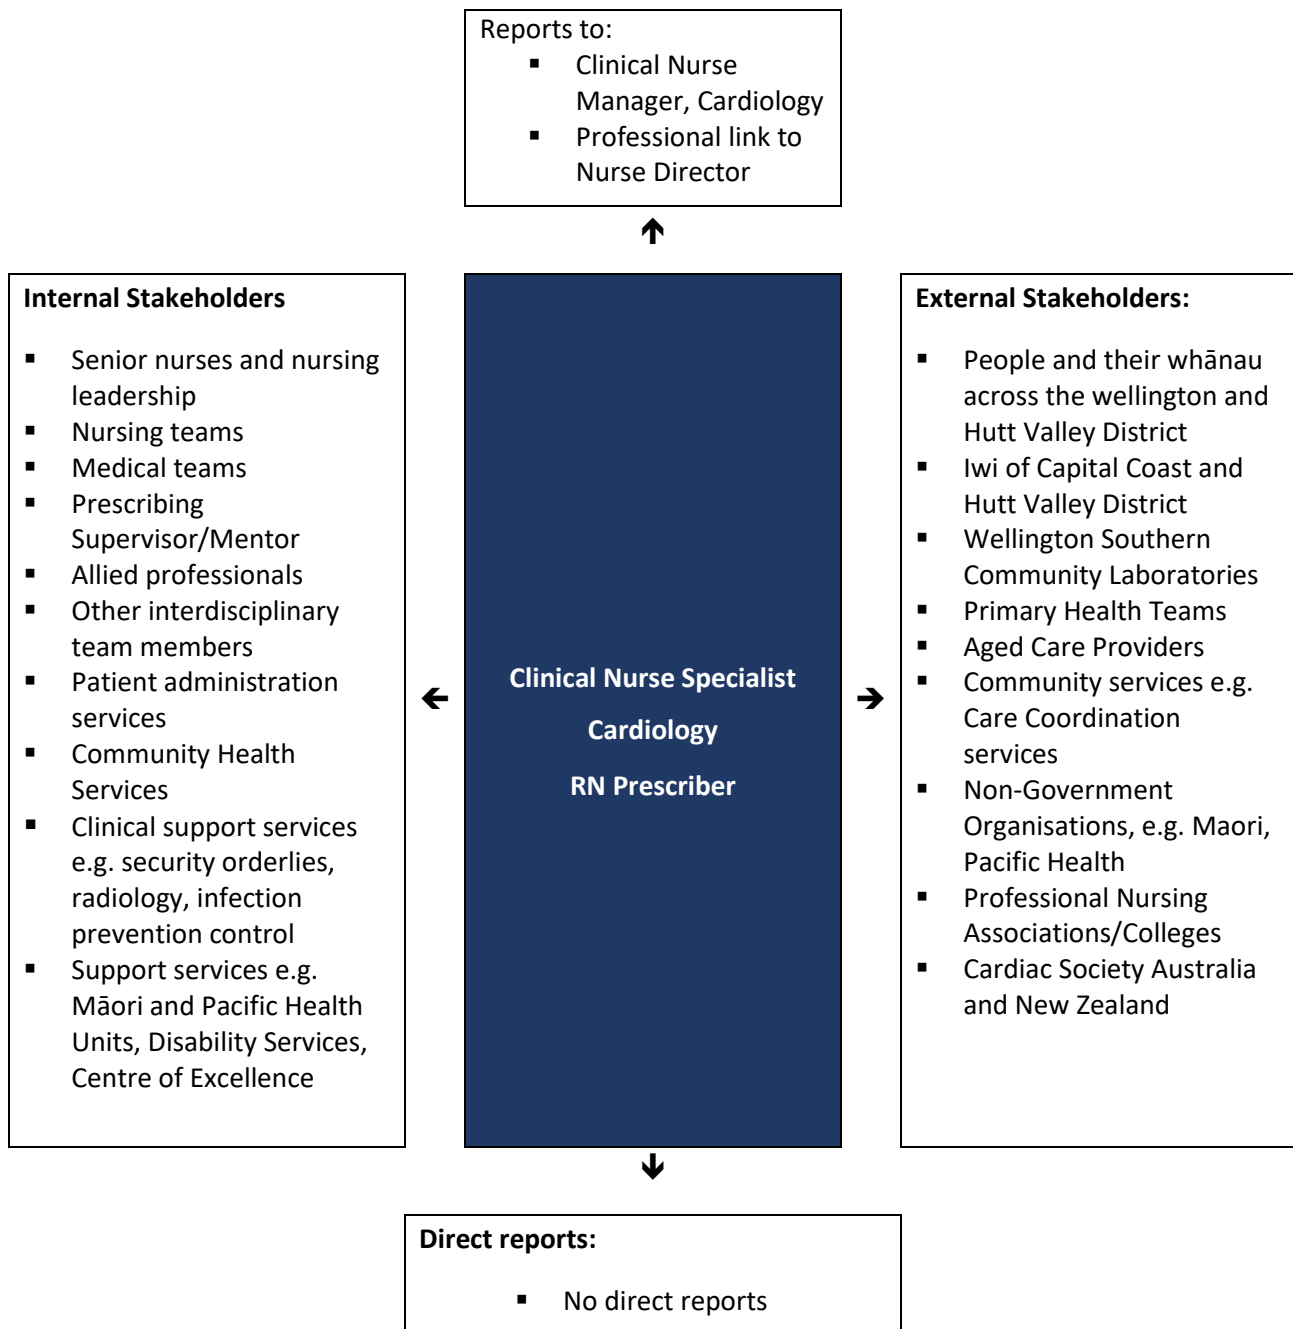 Reports to:
▪ Clinical Nurse
Manager, Cardiology
▪ Professional link to
Nurse Director
Internal Stakeholders
▪ Senior nurses and nursing
leadership
▪ Nursing teams
▪ Medical teams
▪ Prescribing
Supervisor/Mentor
▪ Allied professionals
▪ Other interdisciplinary
team members
▪ Patient administration
services
▪ Community Health
Services
▪ Clinical support services
e.g. security orderlies,
radiology, infection
prevention control
▪ Support services e.g.
Māori and Pacific Health
Units, Disability Services,
Centre of Excellence
Clinical Nurse Specialist
Cardiology
RN Prescriber
External Stakeholders:
▪ People and their whānau
across the wellington and
Hutt Valley District
▪ Iwi of Capital Coast and
Hutt Valley District
▪ Wellington Southern
Community Laboratories
▪ Primary Health Teams
▪ Aged Care Providers
▪ Community services e.g.
Care Coordination
services
▪ Non-Government
Organisations, e.g. Maori,
Pacific Health
▪ Professional Nursing
Associations/Colleges
▪ Cardiac Society Australia
and New Zealand
Direct reports:
▪ No direct reports